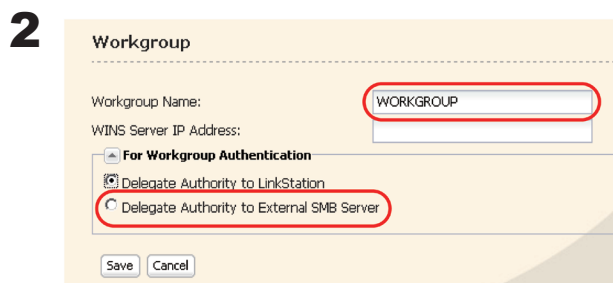 2
Workgroup
Workgroup Name: WORKGROUP
WINS Server IP Address:
For Workgroup Authentication
Delegate Authority to LinkStation
Delegate Authority to External SMB Server
Save Cancel